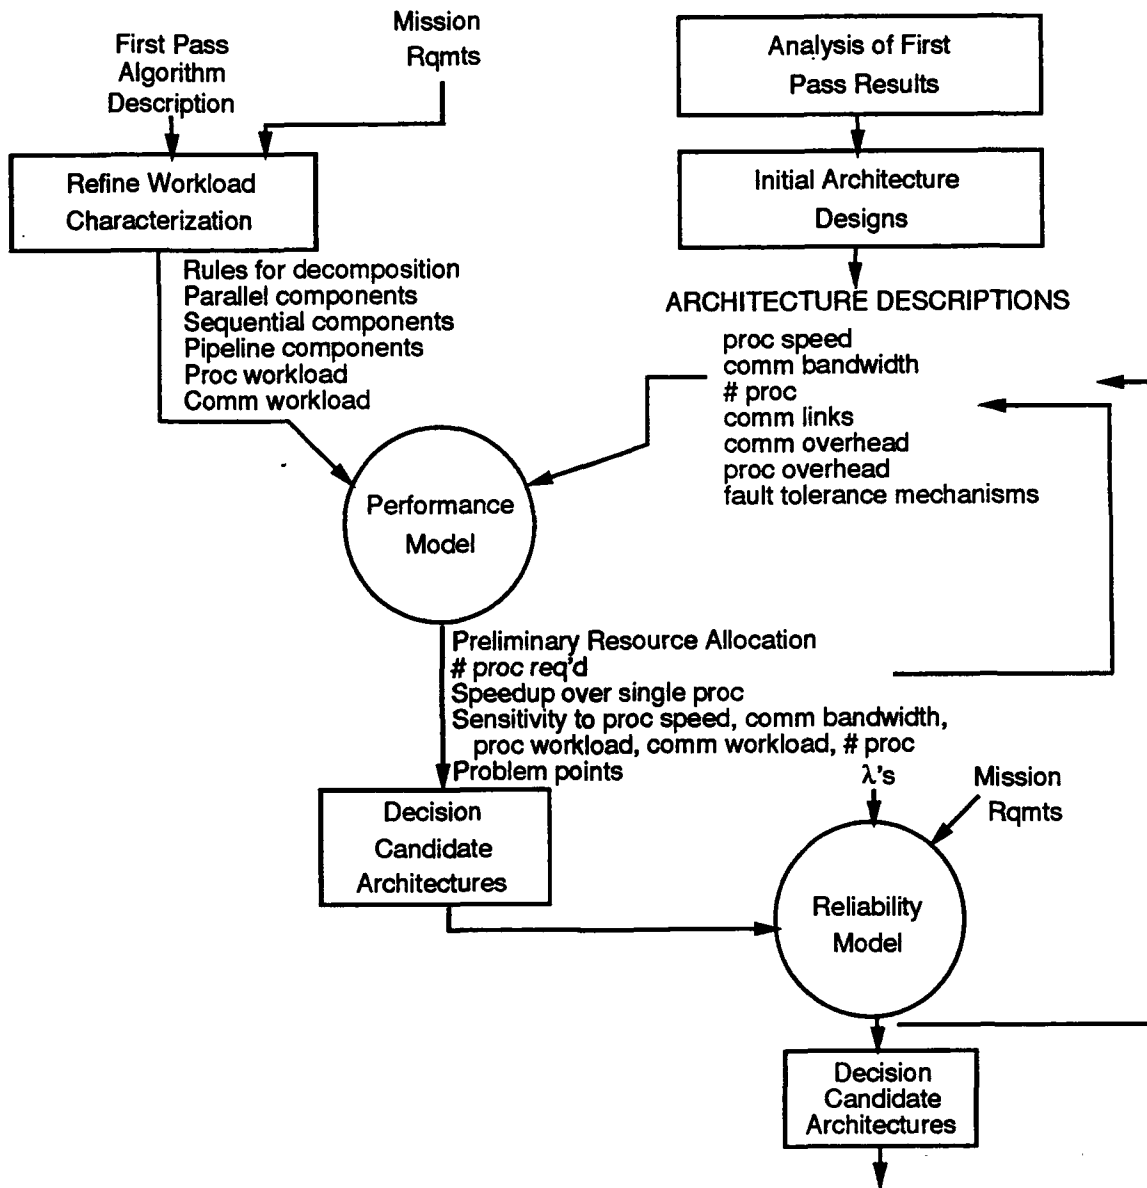 First Pass
Algorithm
Description
Mission
Rqmts
Analysis of First
Pass Results
Refine Workload
Characterization
Initial Architecture
Designs
Rules for decomposition
Parallel components
Sequential components
Pipeline components
Proc workload
Comm workload
ARCHITECTURE DESCRIPTIONS
proc speed
comm bandwidth
# proc
comm links
comm overhead
proc overhead
fault tolerance mechanisms
Performance
Model
Preliminary Resource Allocation
# proc req'd
Speedup over single proc
Sensitivity to proc speed, comm bandwidth,
proc workload, comm workload, # proc
Problem points
λ's
Mission
Rqmts
Decision
Candidate
Architectures
Reliability
Model
Decision
Candidate
Architectures